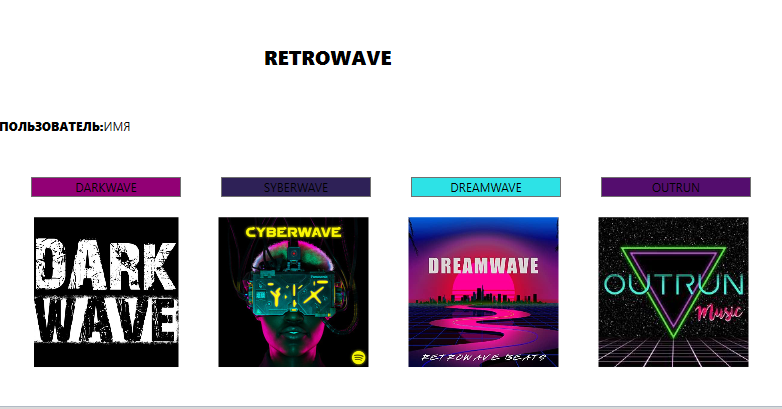 RETROWAVE
ПОЛЬЗОВАТЕЛЬ:ИМЯ
DARKWAVE
SYBERWAVE
DREAMWAVE
OUTRUN
DARK
WAVE
CYBERWAVE
DREAMWAVE
RETROWAVE BEATS
OUTRUN
Music